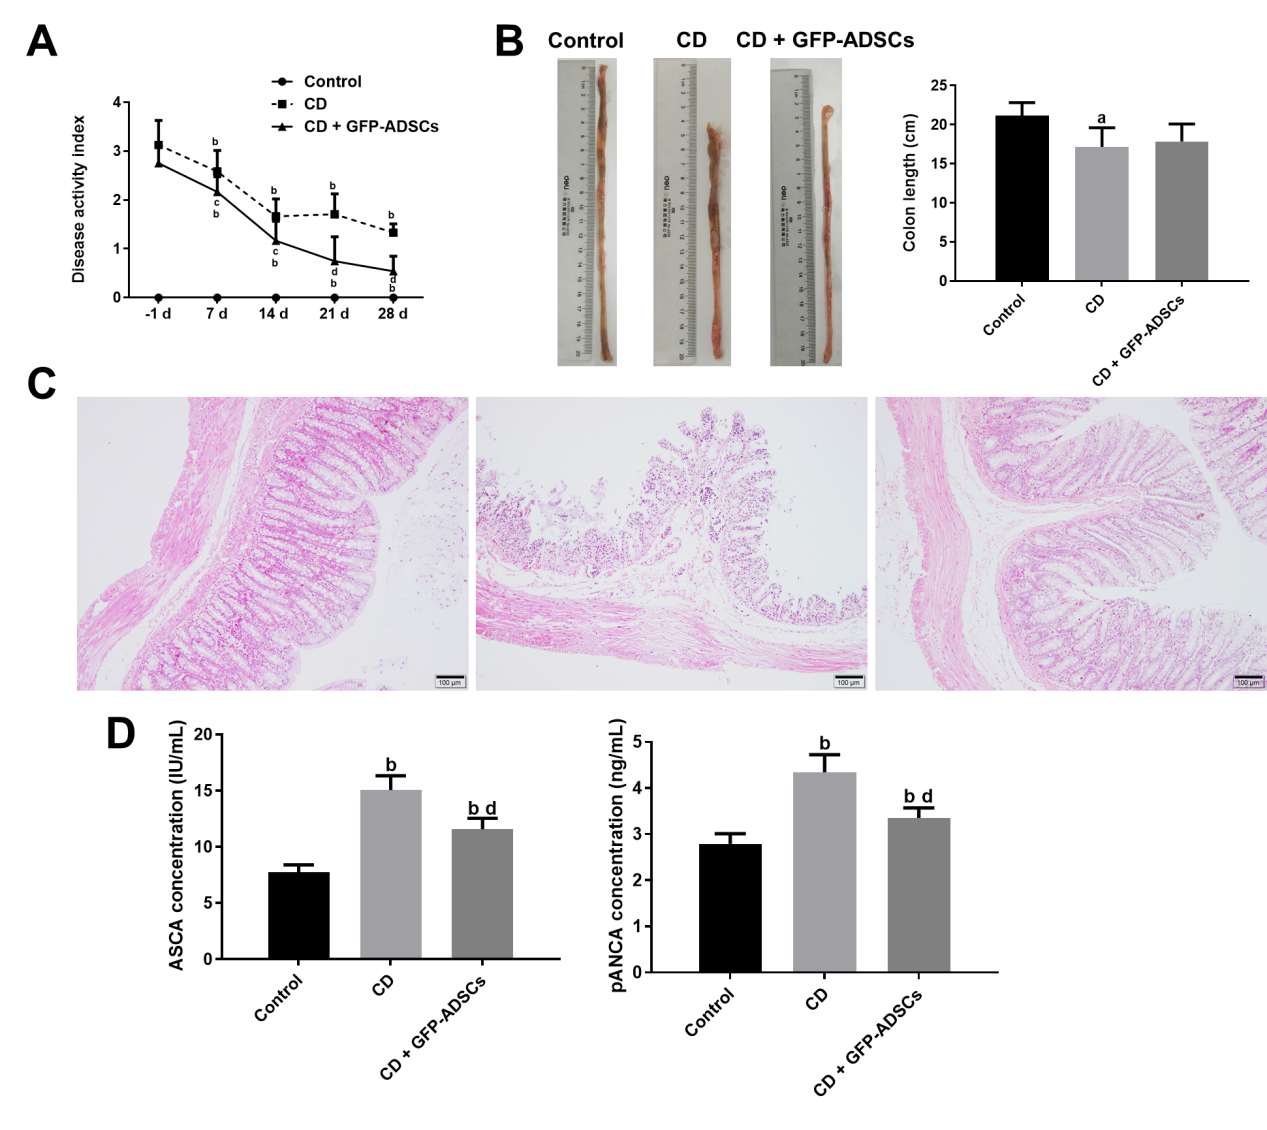 A
Control
CD
CD + GFP-ADSCs
Disease activity index
4
3
2
1
0
b
b
b
b
c
b
c
b
d
b
d
b
-1 d
7 d
14 d
21 d
28 d
B
Control
CD
CD + GFP-ADSCs
deli
deli
deli
Colon length (cm)
25
20
15
10
5
0
a
Control
CD
CD + GFP-ADSCs
C
100 μm
100 μm
100 μm
D
ASCA concentration (IU/mL)
20
15
10
5
0
b
b d
Control
CD
CD + GFP-ADSCs
pANCA concentration (ng/mL)
5
4
3
2
1
0
b
b d
Control
CD
CD + GFP-ADSCs